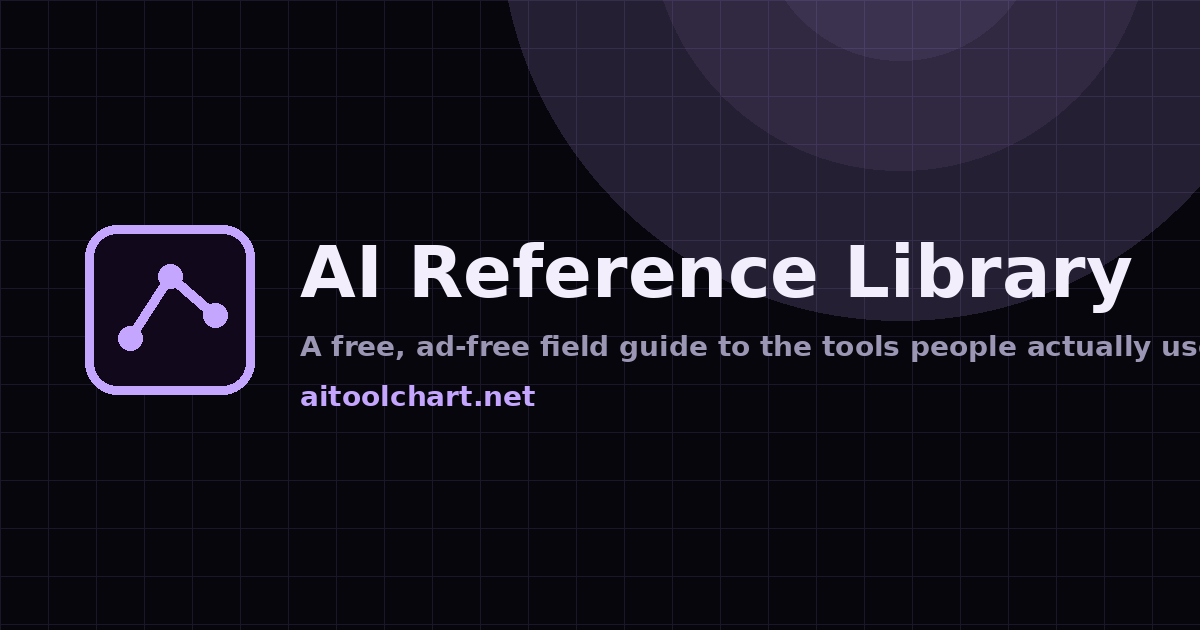 AI Reference Library
A free, ad-free field guide to the tools people actually us
aitoolchart.net